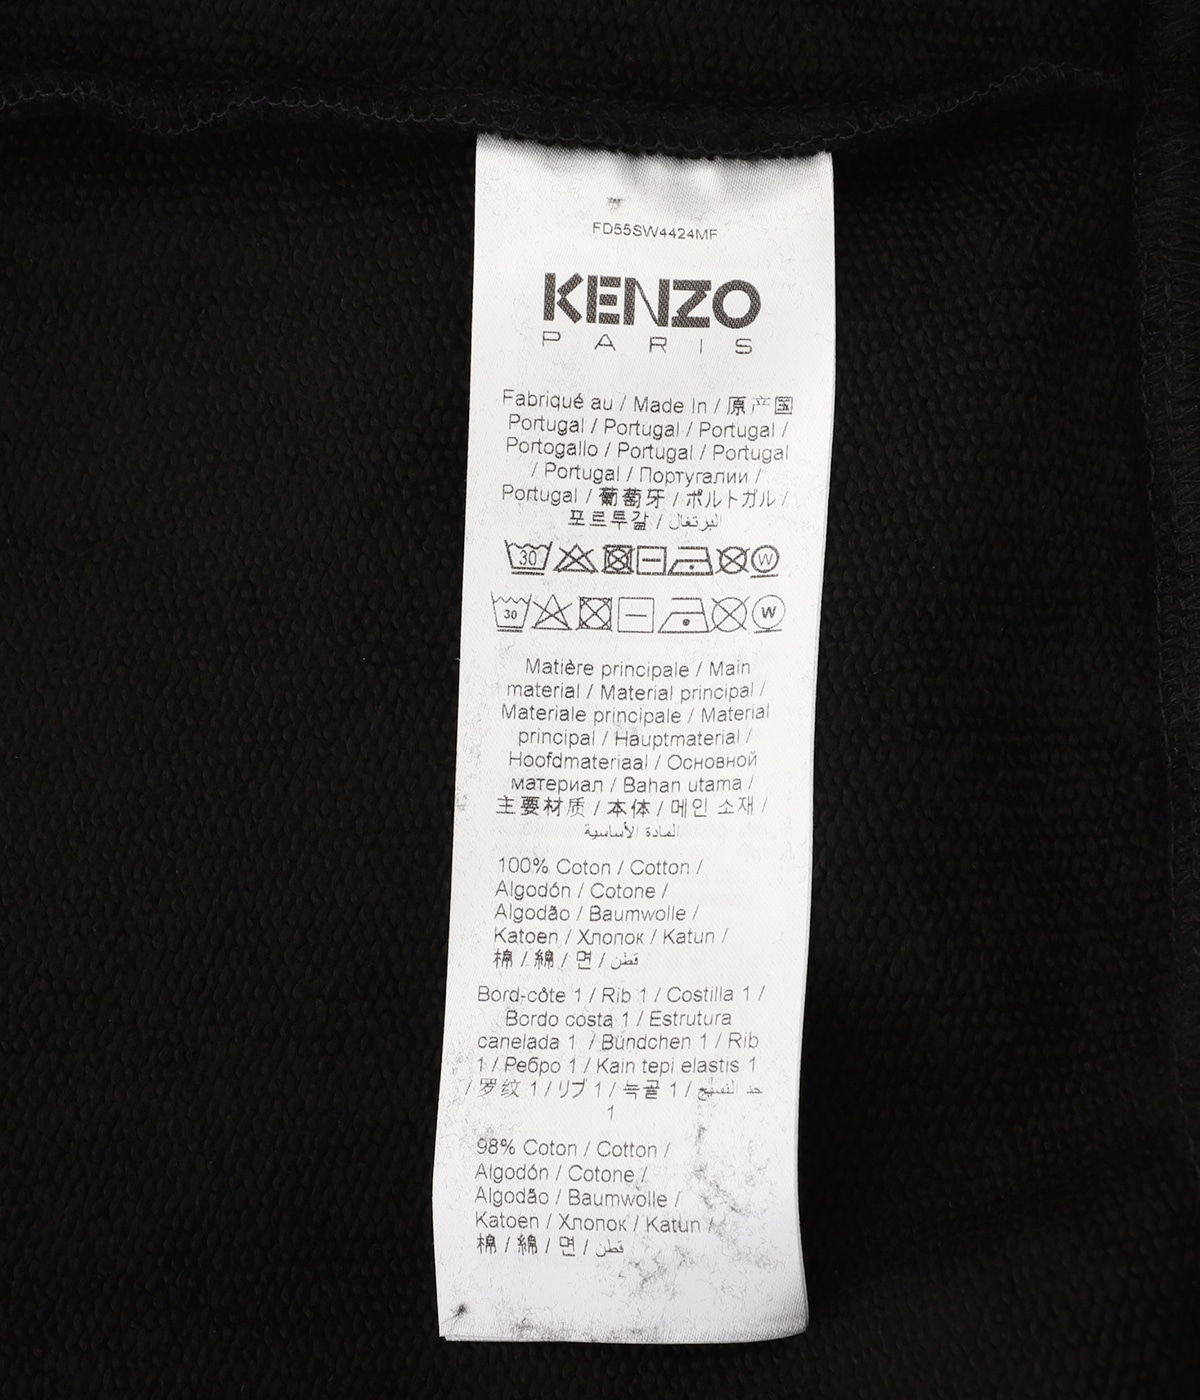 FD55SW4424MF
KENZO
PARIS
Fabriqué au / Made In / 原产国
Portugal / Portugal / Portugal /
Portogallo / Portugal / Portugal
/ Portugal / Португалии /
Portugal / 葡萄牙 / ポルトガル /
포르투갈 / البرتغال
30 W
30 W
Matière principale / Main
material / Material principal /
Materiale principale / Material
principal / Hauptmaterial /
Hoofdmateriaal / Основной
материал / Bahan utama /
主要材质 / 本体 / 메인 소재 /
المادة الأساسية
100% Coton / Cotton /
Algodón / Cotone /
Algodão / Baumwolle /
Katoen / Хлопок / Katun /
棉 / 綿 / 면 / قطن
Bord-côte 1 / Rib 1 / Costilla 1 /
Bordo costa 1 / Estrutura
canelada 1 / Bündchen 1 / Rib
1 / Ребро 1 / Kain tepi elastis 1
/ 罗纹 1 / リブ 1 / 늑골 1 / حد النسيج
1
98% Coton / Cotton /
Algodón / Cotone /
Algodão / Baumwolle /
Katoen / Хлопок / Katun /
棉 / 綿 / 면 / قطن